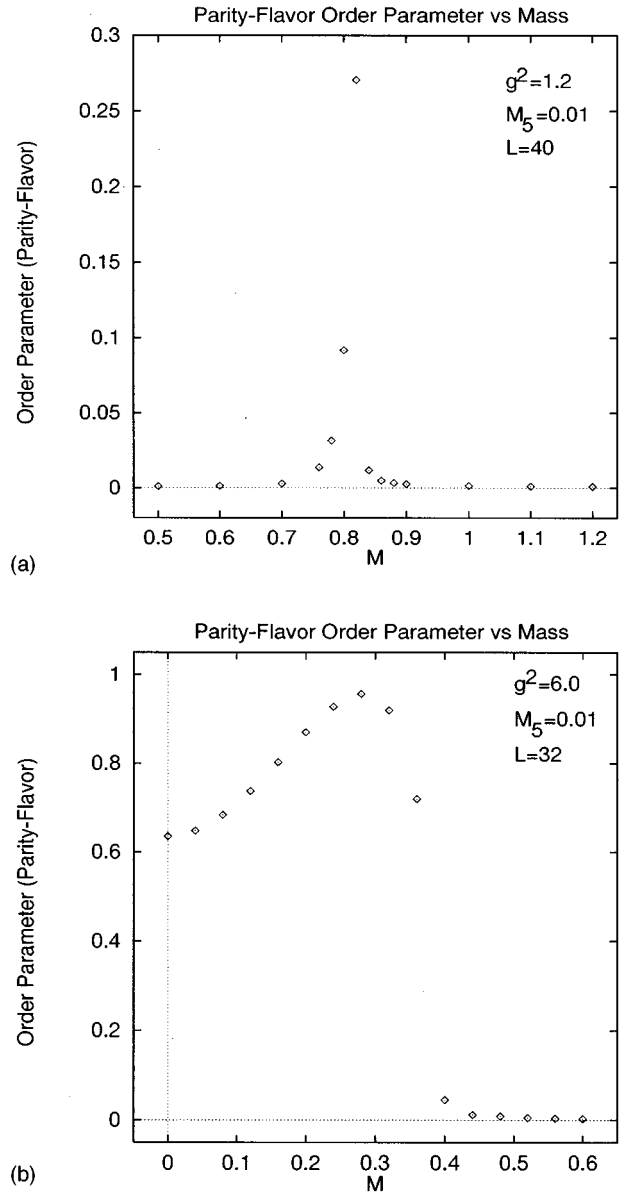 Parity-Flavor Order Parameter vs Mass
0.3
0.25
0.2
0.15
0.1
0.05
0
Order Parameter (Parity-Flavor)
g2=1.2
M5=0.01
L=40
0.5 0.6 0.7 0.8 0.9 1 1.1 1.2
M
(a)
Parity-Flavor Order Parameter vs Mass
1
0.8
0.6
0.4
0.2
0
Order Parameter (Parity-Flavor)
g2=6.0
M5=0.01
L=32
0 0.1 0.2 0.3 0.4 0.5 0.6
M
(b)